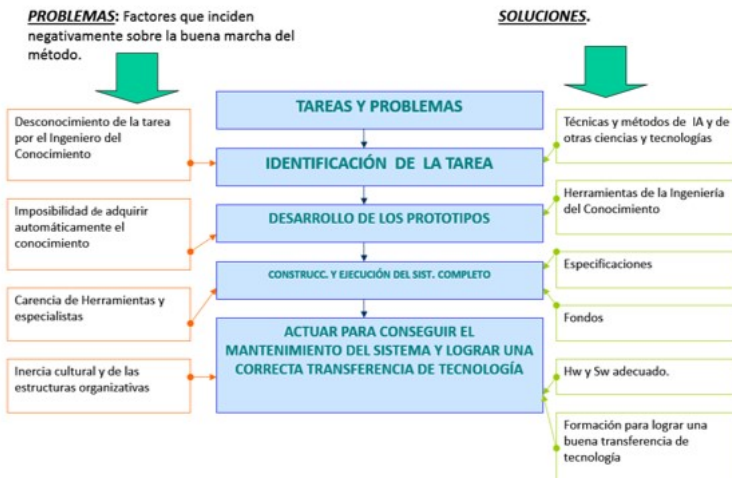 PROBLEMAS: Factores que inciden
negativamente sobre la buena marcha del
método.
SOLUCIONES.
Desconocimiento de la tarea
por el Ingeniero del
Conocimiento
Imposibilidad de adquirir
automáticamente el
conocimiento
Carencia de Herramientas y
especialistas
Inercia cultural y de las
estructuras organizativas
TAREAS Y PROBLEMAS
IDENTIFICACIÓN DE LA TAREA
DESARROLLO DE LOS PROTOTIPOS
CONSTRUCC. Y EJECUCIÓN DEL SIST. COMPLETO
ACTUAR PARA CONSEGUIR EL
MANTENIMIENTO DEL SISTEMA Y LOGRAR UNA
CORRECTA TRANSFERENCIA DE TECNOLOGÍA
Técnicas y métodos de IA y de
otras ciencias y tecnologías
Herramientas de la Ingeniería
del Conocimiento
Especificaciones
Fondos
Hw y Sw adecuado.
Formación para lograr una
buena transferencia de
tecnología